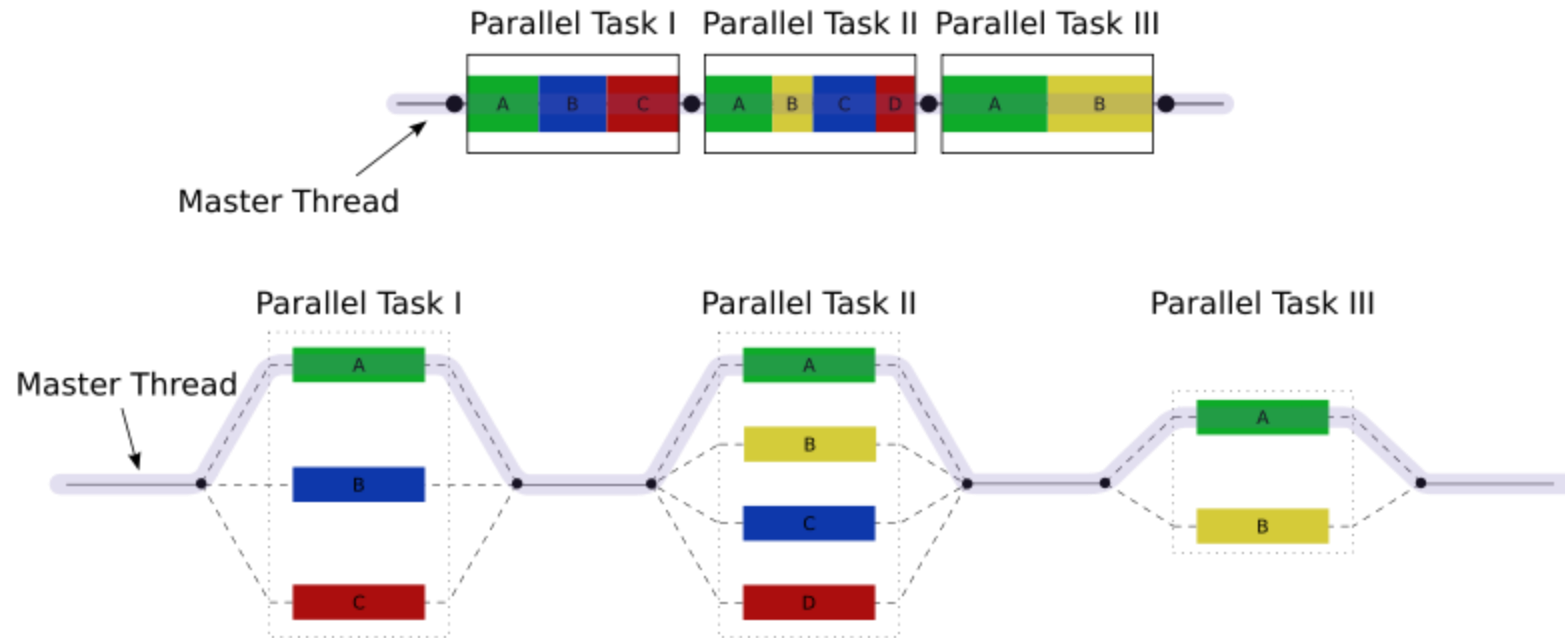 Parallel Task I Parallel Task II Parallel Task III
A B C A B C D A B
Master Thread
Parallel Task I Parallel Task II Parallel Task III
A A
Master Thread
A
B
B
C
B
C D